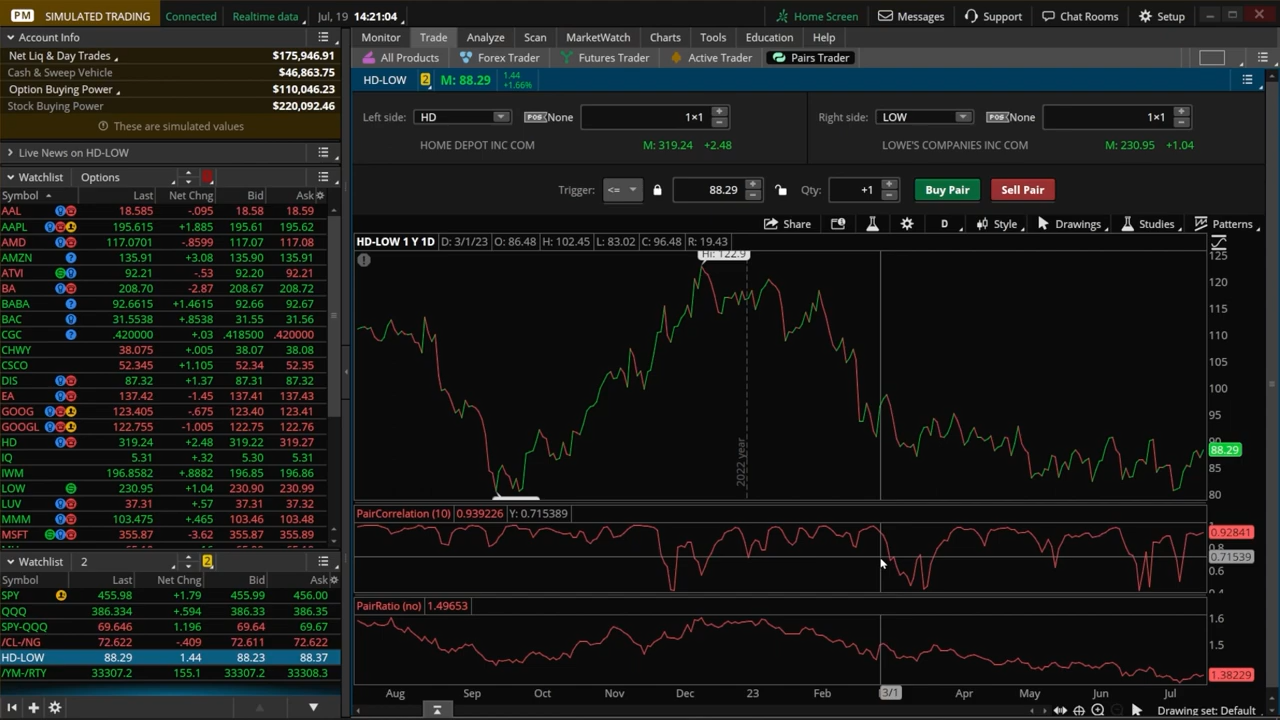 PM SIMULATED TRADING Connected Realtime data Jul, 19 14:21:04 Home Screen Messages Support Chat Rooms Setup
Account Info
Net Liq & Day Trades $175,946.91
Cash & Sweep Vehicle $46,863.75
Option Buying Power $110,046.23
Stock Buying Power $220,092.46
These are simulated values
Live News on HD-LOW
Watchlist Options
Symbol Last Net Chng Bid Ask
AAL 18.585 -.095 18.58 18.59
AAPL 195.615 +1.885 195.61 195.62
AMD 117.0701 -.8599 117.07 117.08
AMZN 135.91 +3.08 135.90 135.91
ATVI 92.21 -.53 92.20 92.21
BA 208.70 -2.87 208.67 208.72
BABA 92.6615 +1.4615 92.66 92.67
BAC 31.5538 +.8538 31.55 31.56
CGC .420000 +.03 .418500 .420000
CHWY 38.075 +.005 38.07 38.08
CSCO 52.345 +1.105 52.34 52.35
DIS 87.32 +1.37 87.31 87.32
EA 137.42 -1.45 137.41 137.43
GOOG 123.405 -.675 123.40 123.41
GOOGL 122.755 -1.005 122.75 122.76
HD 319.24 +2.48 319.22 319.27
IQ 5.31 +.32 5.30 5.31
IWM 196.8582 +.8882 196.85 196.86
LOW 230.95 +1.04 230.90 230.99
LUV 37.31 +.57 37.31 37.32
MMM 103.475 +.465 103.46 103.48
MSFT 355.87 -3.62 355.87 355.89
Watchlist 2 2
Symbol Last Net Chng Bid Ask
SPY 455.98 +1.79 455.99 456.00
QQQ 386.334 +.594 386.33 386.35
SPY-QQQ 69.646 1.196 69.64 69.67
/CL-/NG 72.622 -.409 72.611 72.622
HD-LOW 88.29 1.44 88.23 88.37
/YM-/RTY 33307.2 155.1 33307.2 33308.3
Monitor Trade Analyze Scan MarketWatch Charts Tools Education Help
All Products Forex Trader Futures Trader Active Trader Pairs Trader
HD-LOW 2 M: 88.29 1.44 +1.66%
Left side: HD POS None 1×1 Right side: LOW POS None 1×1
HOME DEPOT INC COM M: 319.24 +2.48 LOWE'S COMPANIES INC COM M: 230.95 +1.04
Trigger: <= 88.29 Qty: +1 Buy Pair Sell Pair
Share D Style Drawings Studies Patterns
HD-LOW 1 Y 1D D: 3/1/23 O: 86.48 H: 102.45 L: 83.02 C: 96.48 R: 19.43
Hi: 122.9
125
120
115
110
105
100
95
90
88.29
85
80
2022 year
PairCorrelation (10) 0.939226 Y: 0.715389
1
0.92841
0.8
0.71539
0.6
0.4
PairRatio (no) 1.49653
1.6
1.5
1.38229
Aug Sep Oct Nov Dec 23 Feb 3/1 Apr May Jun Jul
Drawing set: Default